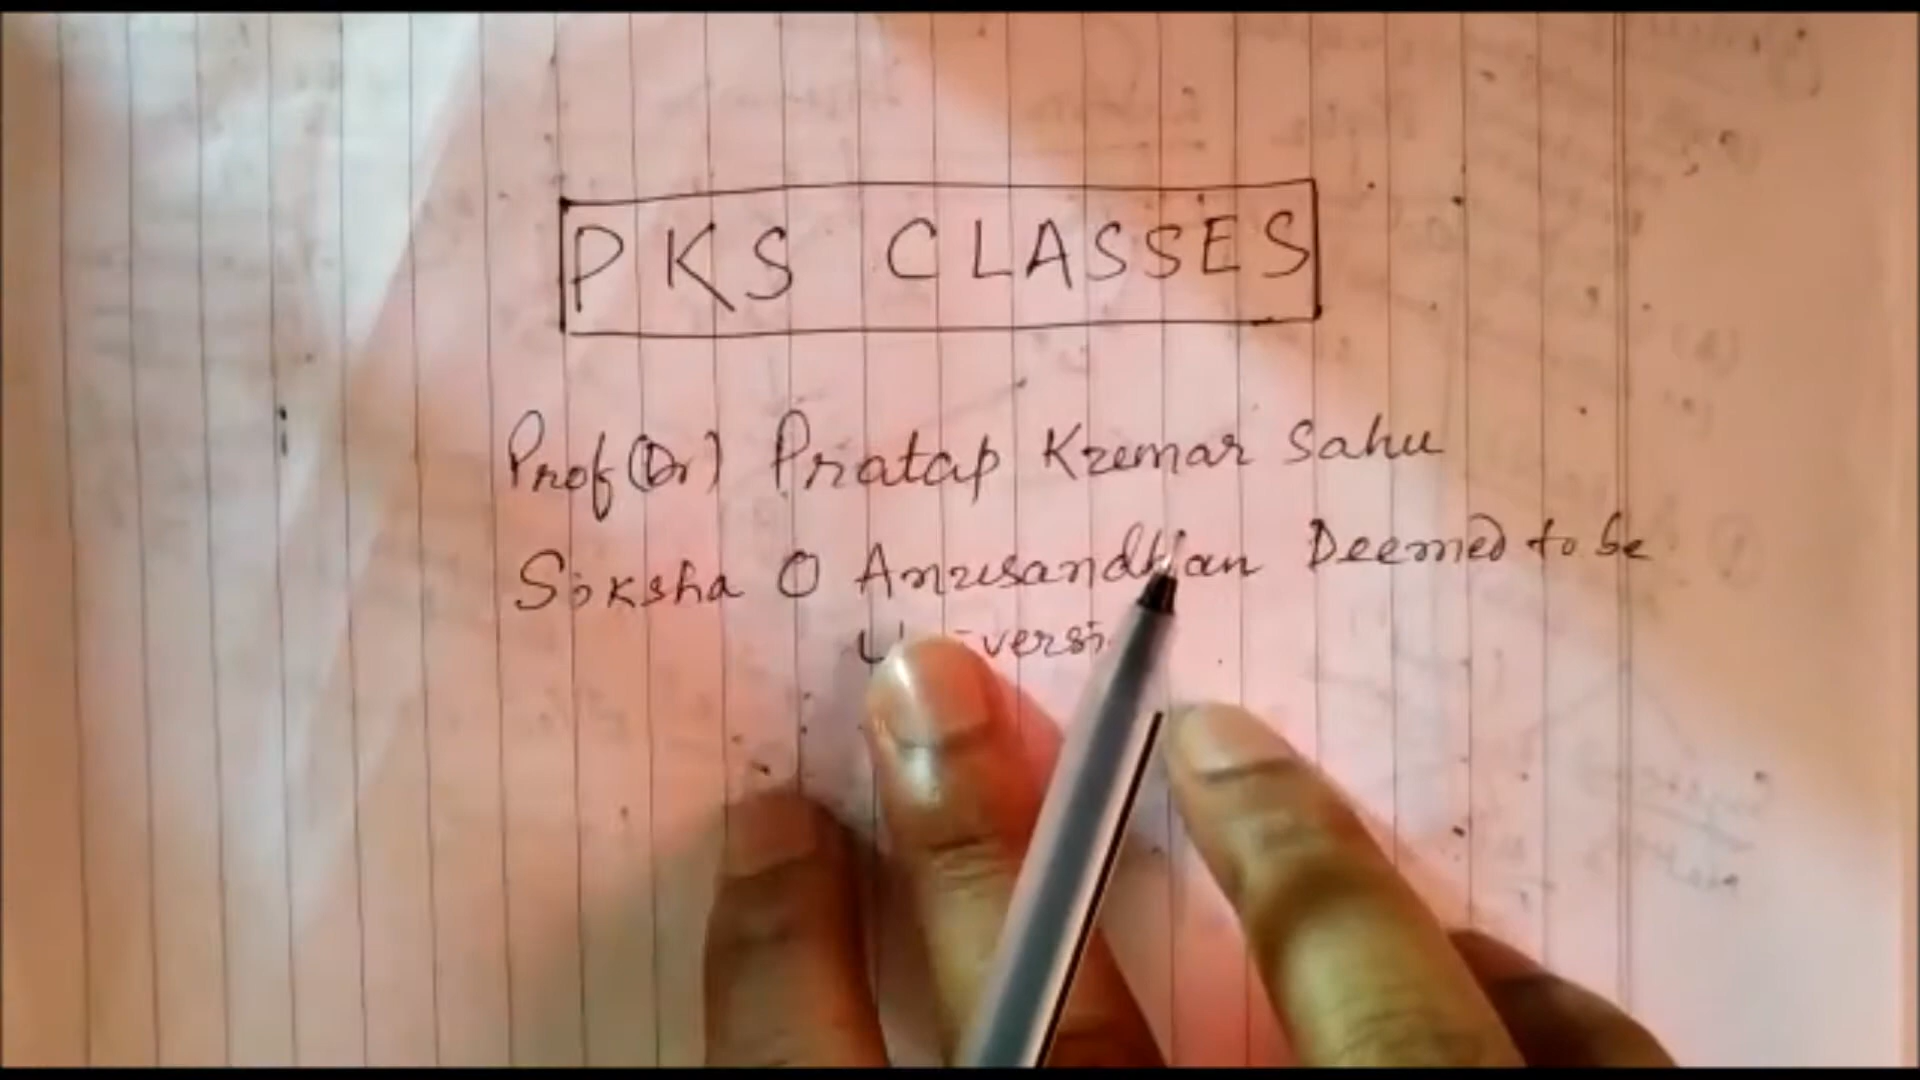 PKS CLASSES
Prof (Dr) Pratap Kumar Sahu
Siksha O Anusandhan Deemed to be